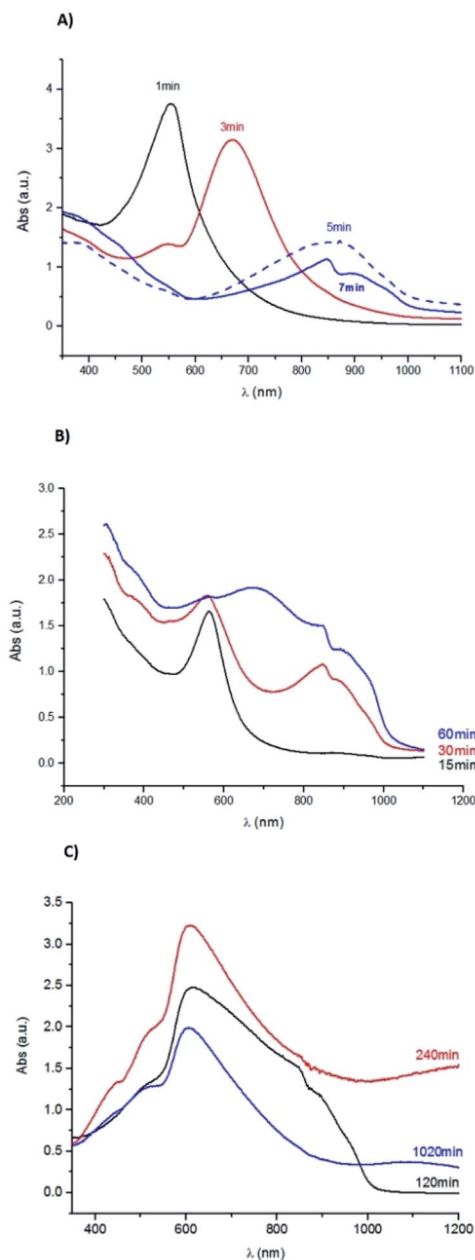 A)
4
3
2
1
0
Abs (a.u.)
1min
3min
5min
7min
400 500 600 700 800 900 1000 1100
λ (nm)
B)
3.0
2.5
2.0
1.5
1.0
0.5
0.0
Abs (a.u.)
60min
30min
15min
200 400 600 800 1000 1200
λ (nm)
C)
3.5
3.0
2.5
2.0
1.5
1.0
0.5
0.0
Abs (a.u.)
240min
1020min
120min
400 600 800 1000 1200
λ (nm)